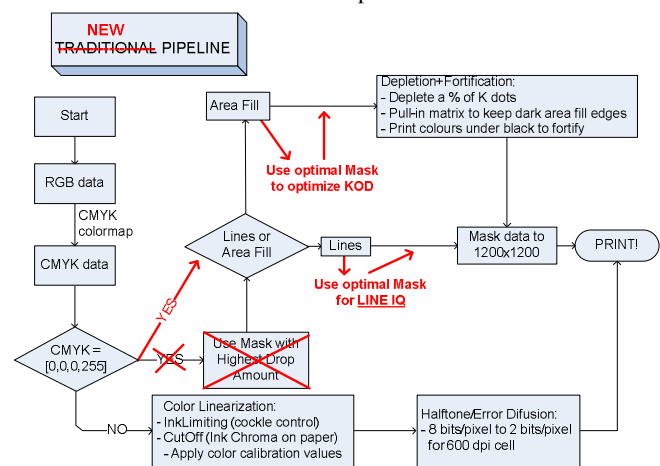 NEW
TRADITIONAL PIPELINE
Start
RGB data
CMYK
colormap
CMYK data
CMYK =
[0,0,0,255]
YES
YES
Use Mask with
Highest Drop
Amount
Lines or
Area Fill
Area Fill
Use optimal Mask
to optimize KOD
Depletion+Fortification:
- Deplete a % of K dots
- Pull-in matrix to keep dark area fill edges
- Print colours under black to fortify
Lines
Use optimal Mask
for LINE IQ
Mask data to
1200x1200
PRINT!
NO
Color Linearization:
- InkLimiting (cockle control)
- CutOff (Ink Chroma on paper)
- Apply color calibration values
Halftone/Error Difusion:
- 8 bits/pixel to 2 bits/pixel
for 600 dpi cell